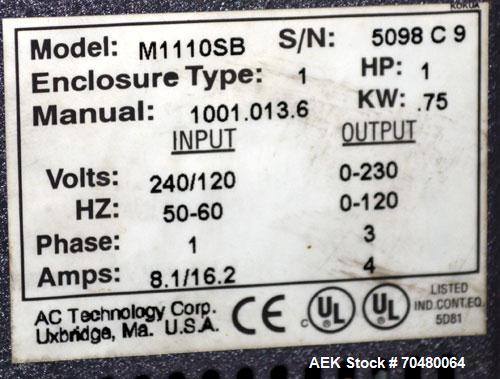 Model: M1110SB S/N: 5098 C 9
Enclosure Type: 1 HP: 1
Manual: 1001.013.6 KW: .75
INPUT OUTPUT
Volts: 240/120 0-230
HZ: 50-60 0-120
Phase: 1 3
Amps: 8.1/16.2 4
AC Technology Corp. CE c UL UL LISTED
Uxbridge, Ma. U.S.A. IND.CONT.EQ.
5D81
AEK Stock # 70480064